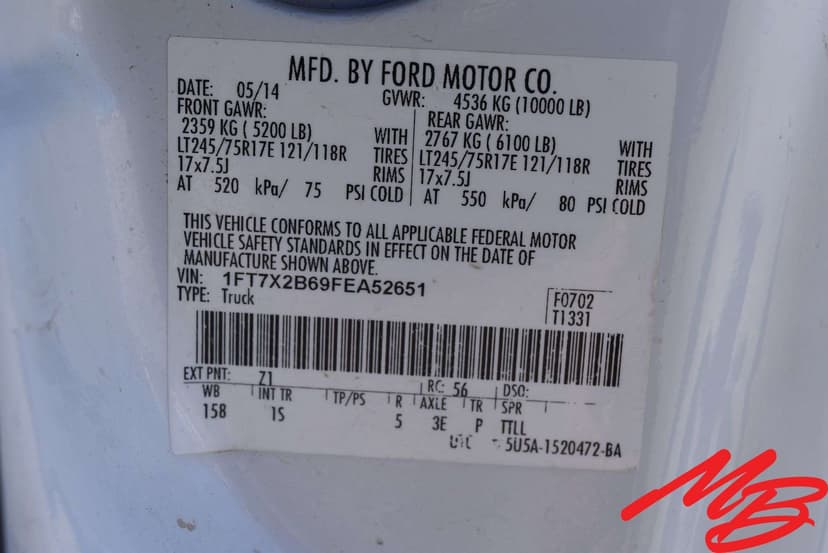 MFD. BY FORD MOTOR CO.
DATE: 05/14 GVWR: 4536 KG (10000 LB)
FRONT GAWR: REAR GAWR:
2359 KG ( 5200 LB) WITH 2767 KG ( 6100 LB) WITH
LT245/75R17E 121/118R TIRES LT245/75R17E 121/118R TIRES
17x7.5J RIMS 17x7.5J RIMS
AT 520 kPa/ 75 PSI COLD AT 550 kPa/ 80 PSI COLD
THIS VEHICLE CONFORMS TO ALL APPLICABLE FEDERAL MOTOR
VEHICLE SAFETY STANDARDS IN EFFECT ON THE DATE OF
MANUFACTURE SHOWN ABOVE.
VIN: 1FT7X2B69FEA52651
TYPE: Truck F0702
T1331
EXT PNT: Z1 RC: 56 DSO:
WB INT TR TP/PS R AXLE TR SPR
158 1S 5 3E P TTLL
5U5A-1520472-BA
MB